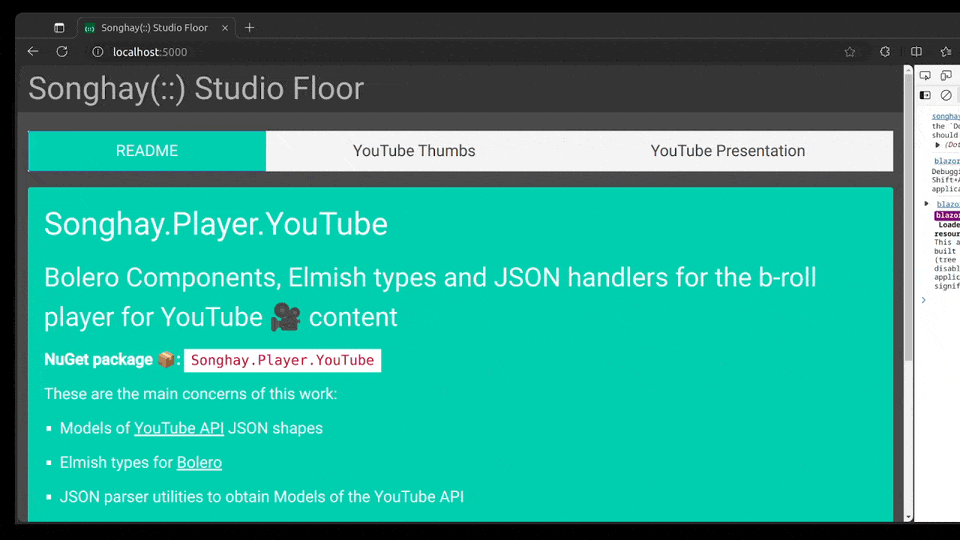 Songhay(::) Studio Floor
localhost:5000
Songhay(::) Studio Floor
README
YouTube Thumbs
YouTube Presentation
Songhay.Player.YouTube
Bolero Components, Elmish types and JSON handlers for the b-roll
player for YouTube 🎥 content
NuGet package 📦: Songhay.Player.YouTube
These are the main concerns of this work:
▪ Models of YouTube API JSON shapes
▪ Elmish types for Bolero
▪ JSON parser utilities to obtain Models of the YouTube API
songhay
the `Do
should
(Dot
blazor
Debuggi
Shift+A
applica
blazo
blazor
Loade
resour
This a
built
(tree
disabl
applic
signif